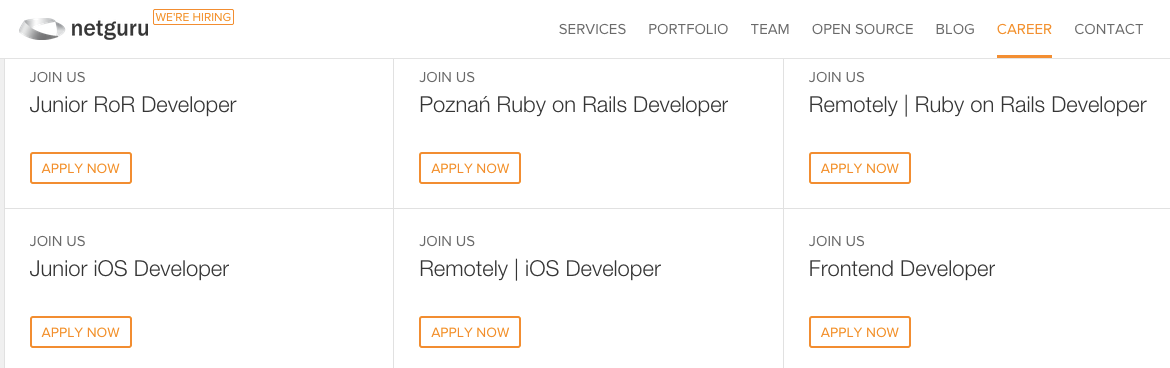 netguru WE'RE HIRING
SERVICES PORTFOLIO TEAM OPEN SOURCE BLOG CAREER CONTACT
JOIN US
Junior RoR Developer
APPLY NOW
JOIN US
Poznań Ruby on Rails Developer
APPLY NOW
JOIN US
Remotely | Ruby on Rails Developer
APPLY NOW
JOIN US
Junior iOS Developer
APPLY NOW
JOIN US
Remotely | iOS Developer
APPLY NOW
JOIN US
Frontend Developer
APPLY NOW